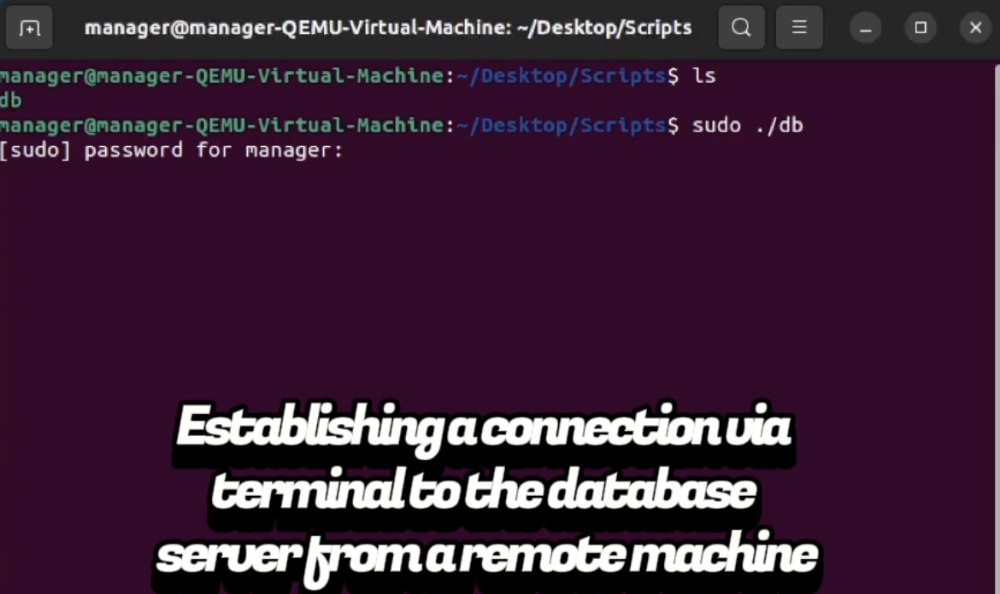 manager@manager-QEMU-Virtual-Machine: ~/Desktop/Scripts
manager@manager-QEMU-Virtual-Machine:~/Desktop/Scripts$ ls
db
manager@manager-QEMU-Virtual-Machine:~/Desktop/Scripts$ sudo ./db
[sudo] password for manager:
Establishing a connection via
terminal to the database
server from a remote machine